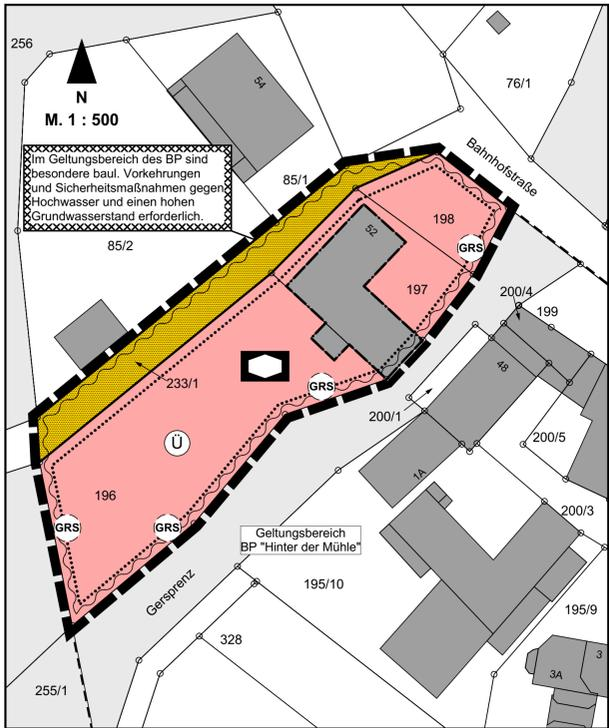 256
N
M. 1 : 500
54
76/1
Bahnhofstraße
Im Geltungsbereich des BP sind
besondere baul. Vorkehrungen
und Sicherheitsmaßnahmen gegen
Hochwasser und einen hohen
Grundwasserstand erforderlich.
85/1
85/2
198
52
GRS
197
200/4
199
233/1
48
GRS
200/1
200/5
Ü
1A
196
200/3
GRS
GRS
Geltungsbereich
BP "Hinter der Mühle"
Gersprenz
195/10
195/9
328
3
3A
255/1